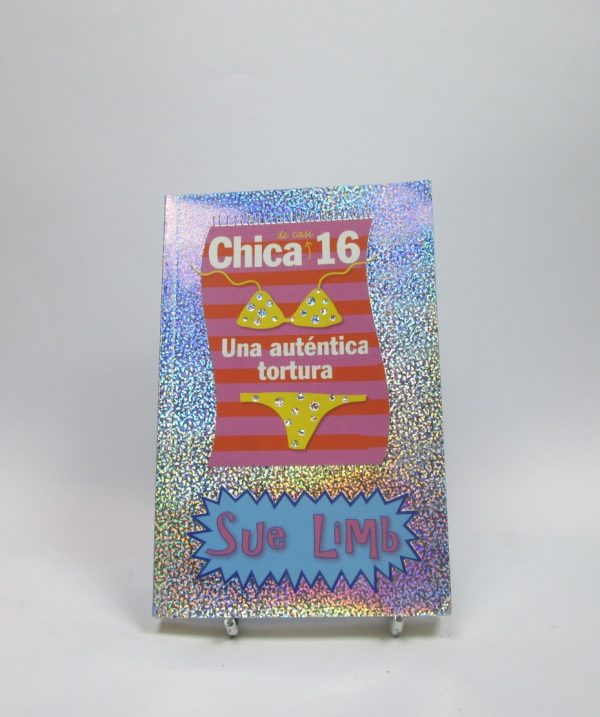 de casi
Chica 16
Una auténtica
tortura
Sue LiMb